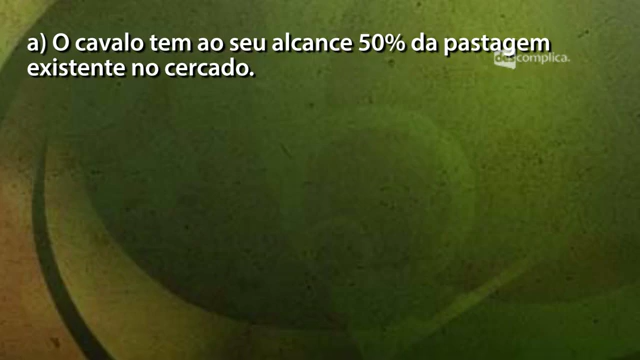 a) O cavalo tem ao seu alcance 50% da pastagem
existente no cercado.
descomplica.